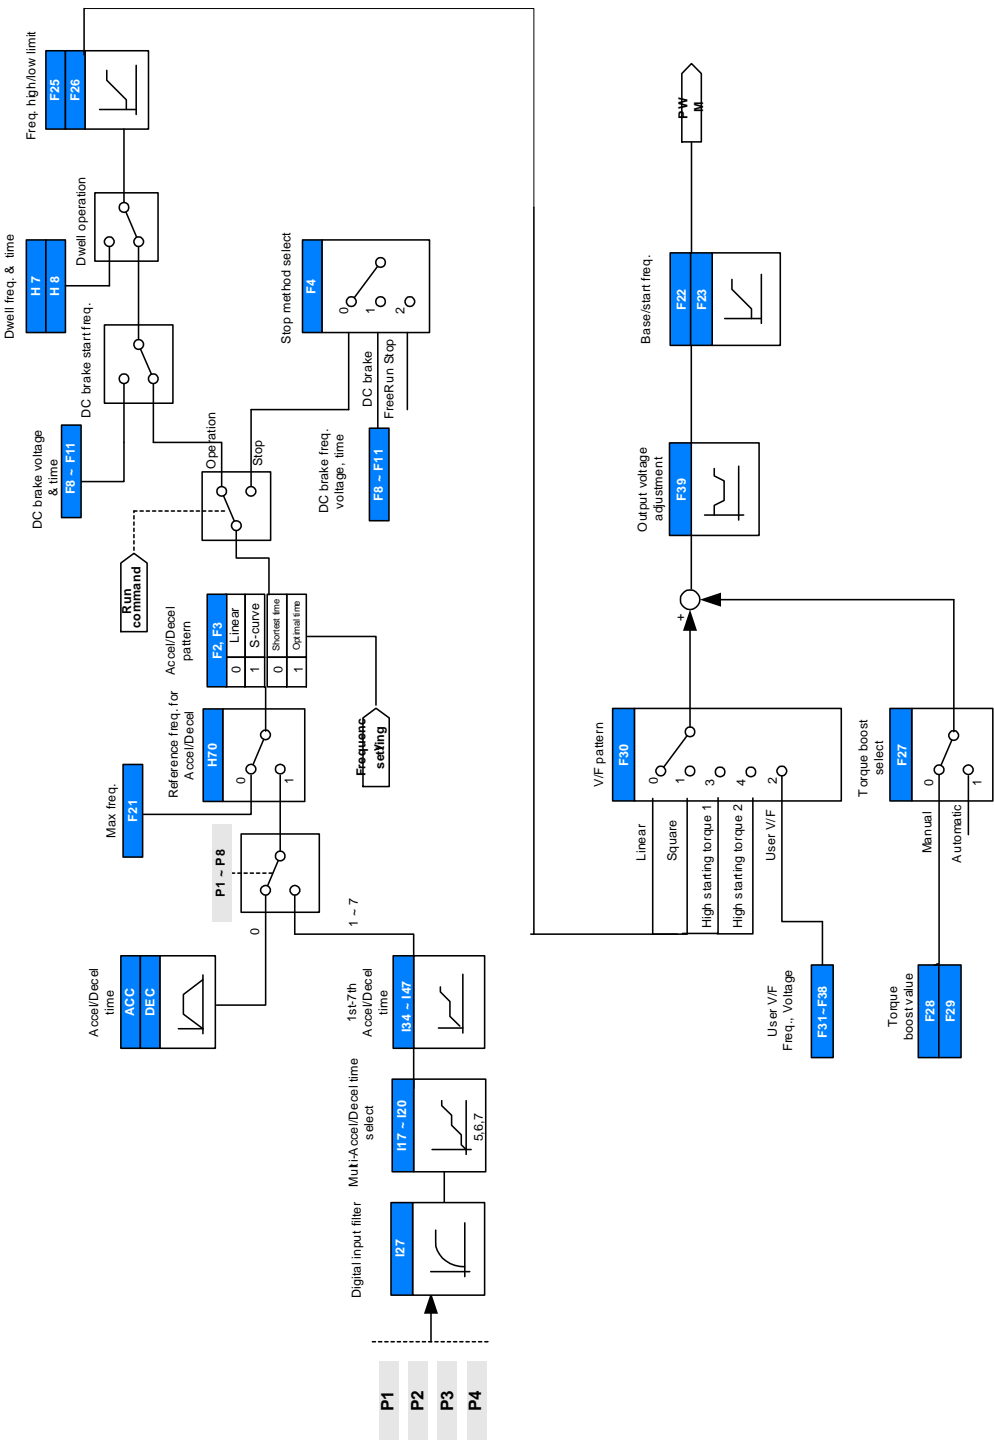 P1
P2
P3
P4
Digital input filter
I27
Multi-Accel/Decel time
select
I17 ~ I20
5,6,7
1st-7th
Accel/Decel
time
I34 ~ I47
Accel/Decel
time
ACC
DEC
0
1 ~ 7
P1 ~ P8
Max freq.
F21
Reference freq. for
Accel/Decel
H70
0
1
Accel/Decel
pattern
F2, F3
0 Linear
1 S-curve
0 Shortest time
1 Optimal time
Frequenc
y
setting
Run
command
Operation
Stop
DC brake voltage
& time
F8 ~ F11
DC brake start freq.
Dwell freq. & time
H 7
H 8
Dwell operation
Freq. high/low limit
F25
F26
Stop method select
F4
0
1
2
DC brake
FreeRun Stop
DC brake freq.
voltage, time
F8 ~ F11
V/F pattern
F30
Linear
0
Square
1
High starting torque 1
3
High starting torque 2
4
User V/F
2
User V/F
Freq., Voltage
F31~F38
Torque
boost value
F28
F29
Torque boost
select
F27
Manual
0
Automatic
1
+
Output voltage
adjustment
F39
Base/start freq.
F22
F23
PW
M